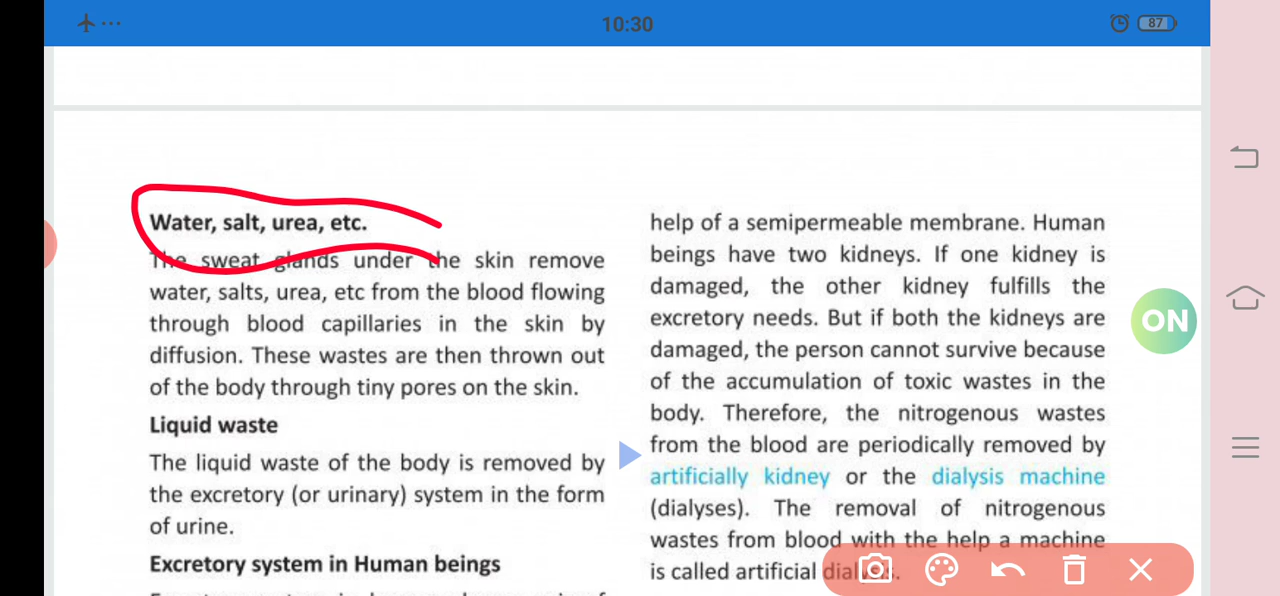 10:30
87
Water, salt, urea, etc.
The sweat glands under the skin remove
water, salts, urea, etc from the blood flowing
through blood capillaries in the skin by
diffusion. These wastes are then thrown out
of the body through tiny pores on the skin.
Liquid waste
The liquid waste of the body is removed by
the excretory (or urinary) system in the form
of urine.
Excretory system in Human beings
help of a semipermeable membrane. Human
beings have two kidneys. If one kidney is
damaged, the other kidney fulfills the
excretory needs. But if both the kidneys are
damaged, the person cannot survive because
of the accumulation of toxic wastes in the
body. Therefore, the nitrogenous wastes
from the blood are periodically removed by
artificially kidney or the dialysis machine
(dialyses). The removal of nitrogenous
wastes from blood with the help a machine
is called artificial dialysis.
ON